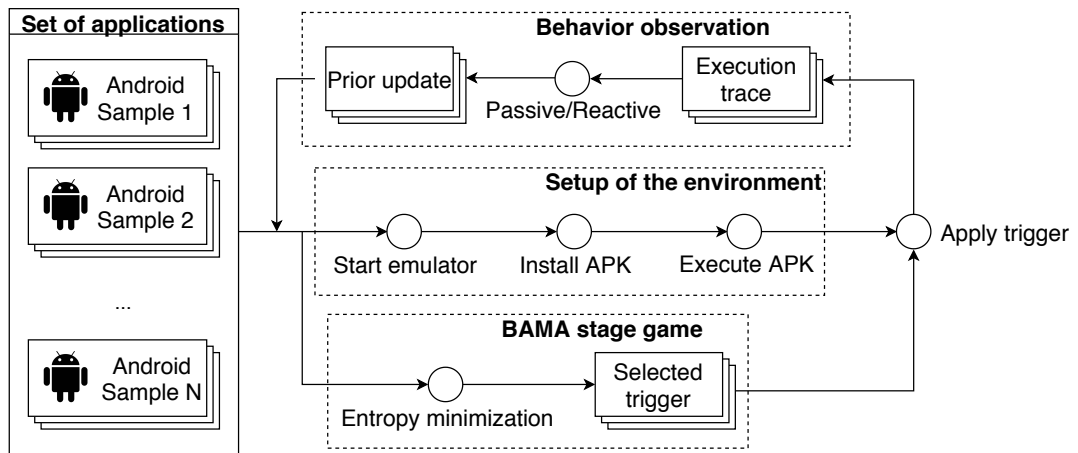 Set of applications
Android
Sample 1
Android
Sample 2
...
Android
Sample N
Behavior observation
Prior update
Passive/Reactive
Execution
trace
Setup of the environment
Start emulator
Install APK
Execute APK
Apply trigger
BAMA stage game
Entropy minimization
Selected
trigger